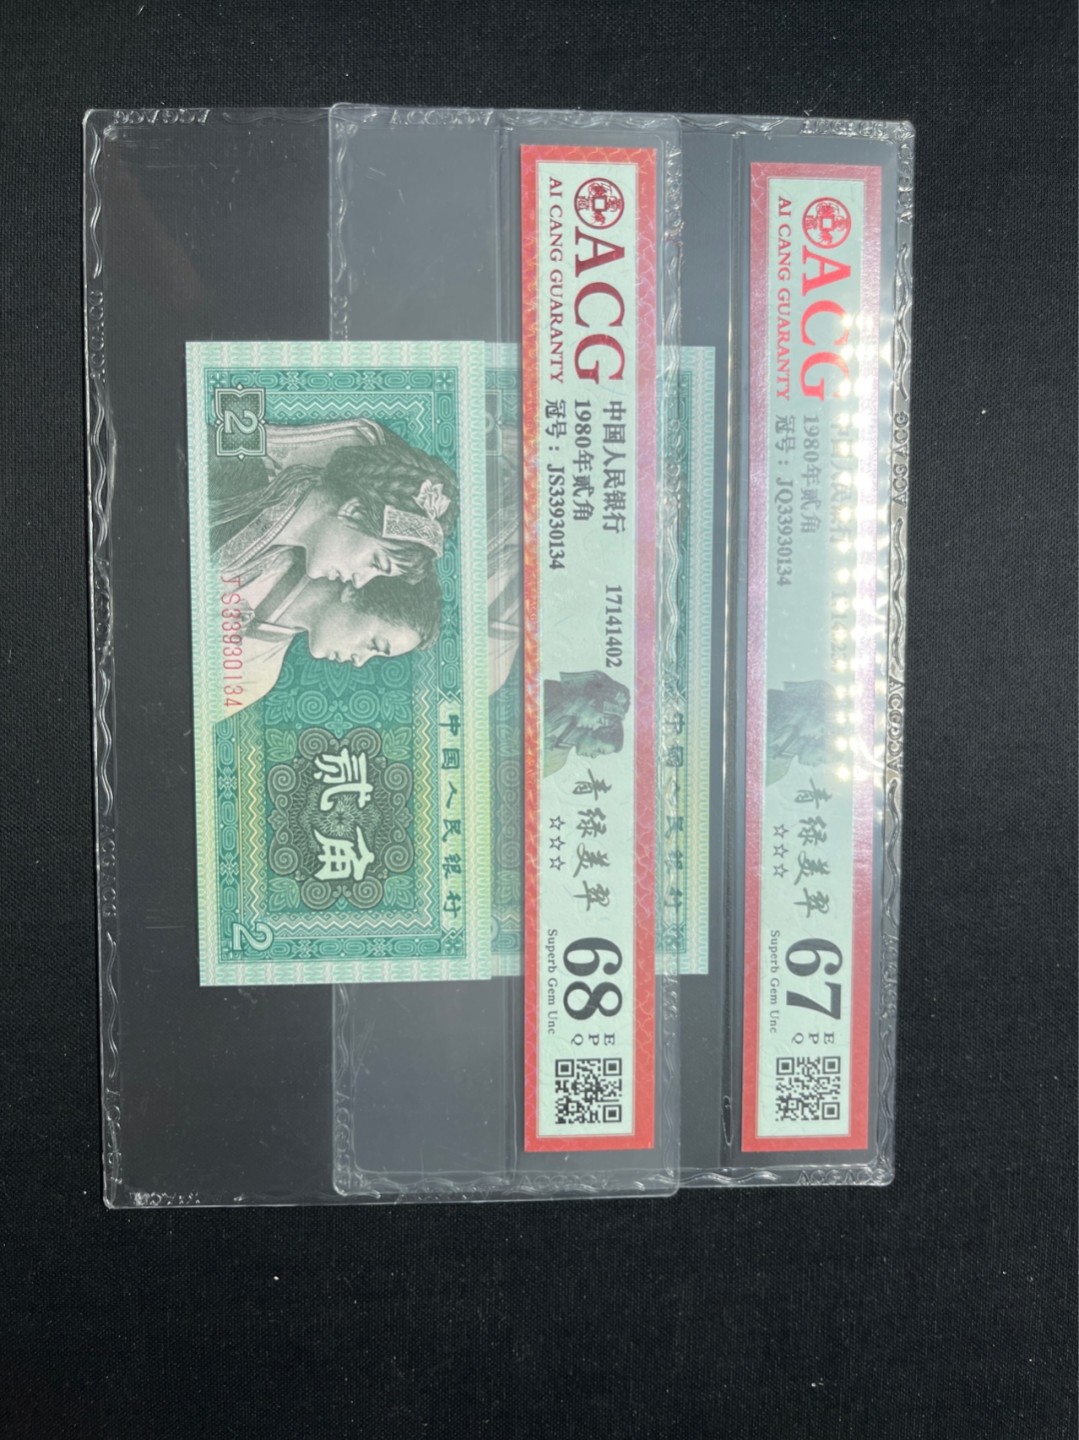 ACG
AI CANG GUARANTY
中国人民银行 17141402
1980年贰角
冠号：JS33930134
青绿美翠
☆☆☆
68 EPQ
Superb Gem Unc
2
JS33930134
中国人民银行
贰角
2
ACG
AI CANG GUARANTY
1980年贰角
冠号：JQ33930134
青绿美翠
☆☆☆
67 EPQ
Superb Gem Unc